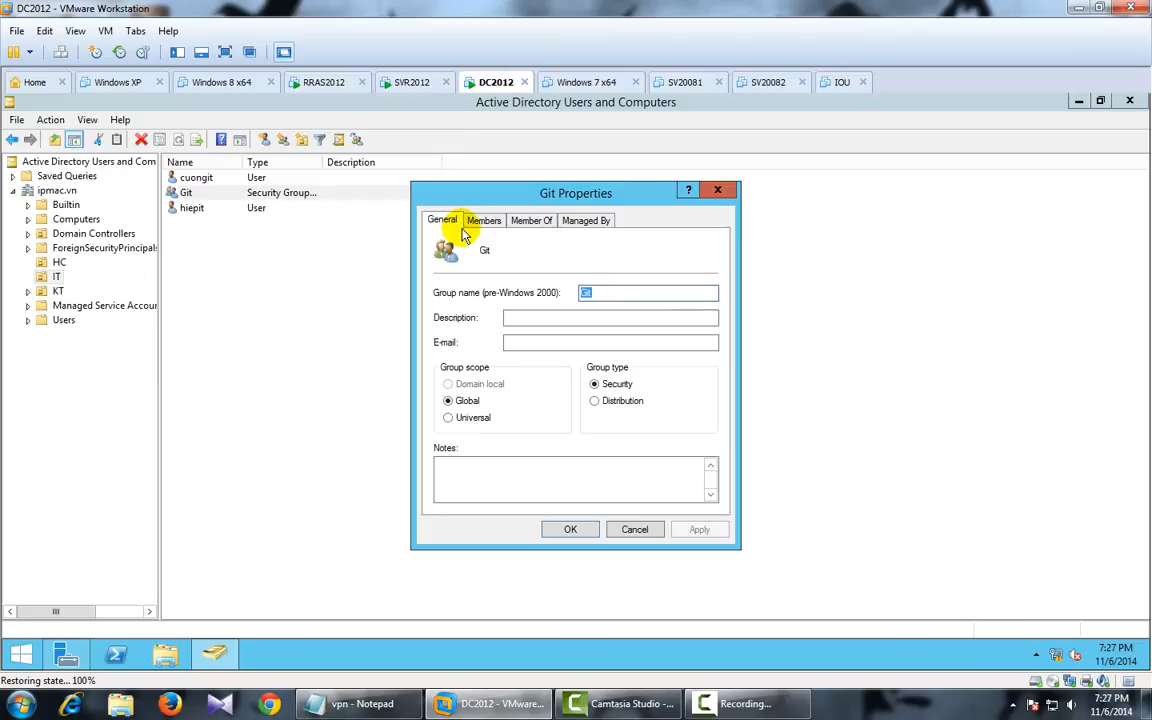 DC2012 - VMware Workstation
File Edit View VM Tabs Help
Home Windows XP Windows 8 x64 RRAS2012 SVR2012 DC2012 Windows 7 x64 SV20081 SV20082 IOU
Active Directory Users and Computers
File Action View Help
Active Directory Users and Com
Saved Queries
ipmac.vn
Builtin
Computers
Domain Controllers
ForeignSecurityPrincipals
HC
IT
KT
Managed Service Accour
Users
Name Type Description
cuongit User
Git Security Group...
hiepit User
Git Properties
General Members Member Of Managed By
Git
Group name (pre-Windows 2000): Git
Description:
E-mail:
Group scope Group type
Domain local Security
Global Distribution
Universal
Notes:
OK Cancel Apply
7:27 PM
11/6/2014
Restoring state... 100%
vpn - Notepad DC2012 - VMware... Camtasia Studio -... Recording...
7:27 PM
11/6/2014